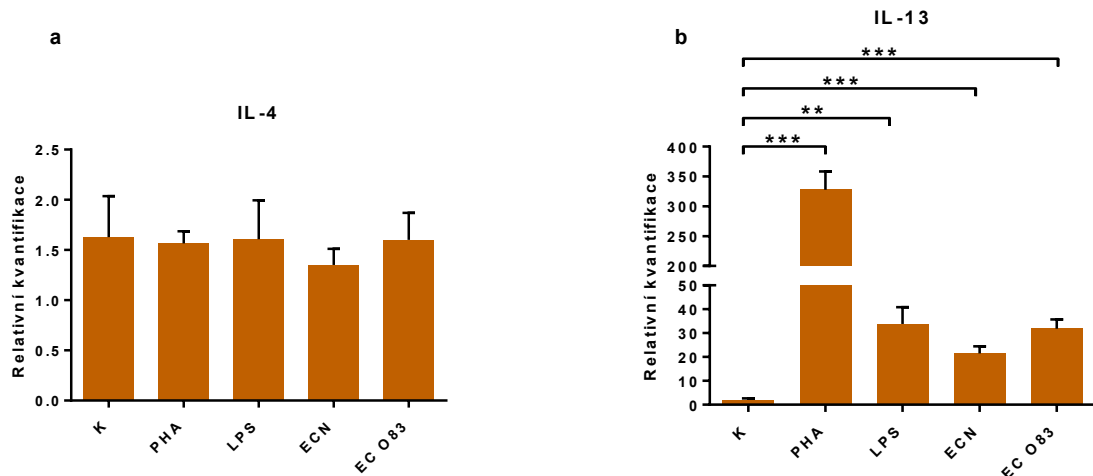 a
IL-4
Relativní kvantifikace
2.5
2.0
1.5
1.0
0.5
0.0
K
PHA
LPS
ECN
EC O83
b
IL-13
***
***
**
***
Relativní kvantifikace
400
350
300
250
200
50
40
30
20
10
0
K
PHA
LPS
ECN
EC O83